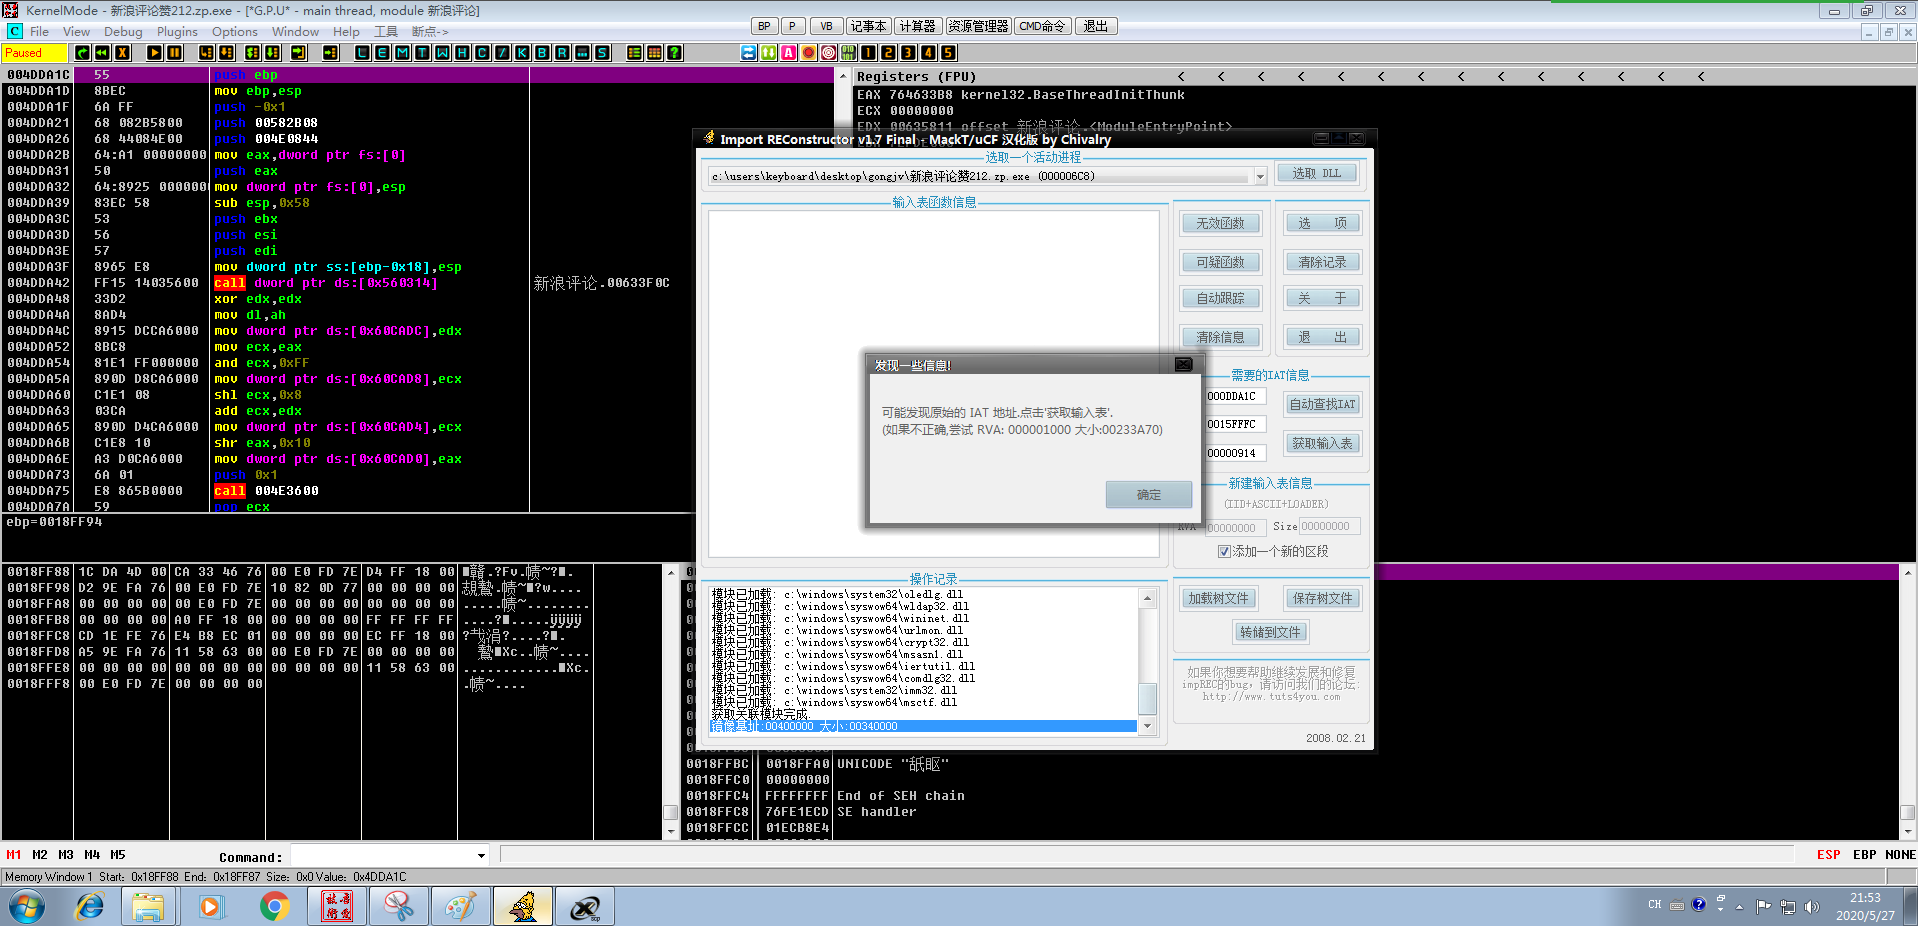 KernelMode - 新浪评论赞212.zp.exe - [*G.P.U* - main thread, module 新浪评论]
BP P VB 记事本 计算器 资源管理器 CMD命令 退出
C File View Debug Plugins Options Window Help 工具 断点->
Paused
L E M T W H C / K B R ... S
1 2 3 4 5
004DDA1C 55 push ebp
004DDA1D 8BEC mov ebp,esp
004DDA1F 6A FF push -0x1
004DDA21 68 082B5800 push 00582B08
004DDA26 68 44084E00 push 004E0844
004DDA2B 64:A1 00000000 mov eax,dword ptr fs:[0]
004DDA31 50 push eax
004DDA32 64:8925 000000 mov dword ptr fs:[0],esp
004DDA39 83EC 58 sub esp,0x58
004DDA3C 53 push ebx
004DDA3D 56 push esi
004DDA3E 57 push edi
004DDA3F 8965 E8 mov dword ptr ss:[ebp-0x18],esp
004DDA42 FF15 14035600 call dword ptr ds:[0x560314] 新浪评论.00633F0C
004DDA48 33D2 xor edx,edx
004DDA4A 8AD4 mov dl,ah
004DDA4C 8915 DCCA6000 mov dword ptr ds:[0x60CADC],edx
004DDA52 8BC8 mov ecx,eax
004DDA54 81E1 FF000000 and ecx,0xFF
004DDA5A 890D D8CA6000 mov dword ptr ds:[0x60CAD8],ecx
004DDA60 C1E1 08 shl ecx,0x8
004DDA63 03CA add ecx,edx
004DDA65 890D D4CA6000 mov dword ptr ds:[0x60CAD4],ecx
004DDA6B C1E8 10 shr eax,0x10
004DDA6E A3 D0CA6000 mov dword ptr ds:[0x60CAD0],eax
004DDA73 6A 01 push 0x1
004DDA75 E8 865B0000 call 004E3600
004DDA7A 59 pop ecx
ebp=0018FF94
Registers (FPU) < < < < < < < < < < < < < <
EAX 764633B8 kernel32.BaseThreadInitThunk
ECX 00000000
EDX 00635811 offset 新浪评论.<ModuleEntryPoint>
Import REConstructor v1.7 Final - MackT/uCF 汉化版 by Chivalry
选取一个活动进程
c:\users\keyboard\desktop\gongjv\新浪评论赞212.zp.exe (000006C8)
选取 DLL
输入表函数信息
无效函数 选 项
可疑函数 清除记录
自动跟踪 关 于
清除信息 退 出
发现一些信息!
可能发现原始的 IAT 地址.点击'获取输入表'.
(如果不正确,尝试 RVA: 000001000 大小:00233A70)
确定
需要的IAT信息
000DDA1C 自动查找IAT
0015FFFC
00000914 获取输入表
新建输入表信息
(IID+ASCII+LOADER)
RVA 00000000 Size 00000000
添加一个新的区段
操作记录
模块已加载: c:\windows\system32\oledlg.dll
模块已加载: c:\windows\syswow64\wldap32.dll
模块已加载: c:\windows\syswow64\wininet.dll
模块已加载: c:\windows\syswow64\urlmon.dll
模块已加载: c:\windows\syswow64\crypt32.dll
模块已加载: c:\windows\syswow64\msasn1.dll
模块已加载: c:\windows\syswow64\iertutil.dll
模块已加载: c:\windows\syswow64\comdlg32.dll
模块已加载: c:\windows\system32\imm32.dll
模块已加载: c:\windows\syswow64\msctf.dll
获取关联模块完成.
镜像基址:00400000 大小:00340000
加载树文件 保存树文件
转储到文件
如果你想要帮助继续发展和修复
impREC的bug, 请访问我们的论坛:
http://www.tuts4you.com
2008.02.21
0018FF88 1C DA 4D 00 CA 33 46 76 00 E0 FD 7E D4 FF 18 00
0018FF98 D2 9E FA 76 00 E0 FD 7E 10 82 0D 77 00 00 00 00
0018FFA8 00 00 00 00 00 E0 FD 7E 00 00 00 00 00 00 00 00
0018FFB8 00 00 00 00 A0 FF 18 00 00 00 00 00 FF FF FF FF
0018FFC8 CD 1E FE 76 E4 B8 EC 01 00 00 00 00 EC FF 18 00
0018FFD8 A5 9E FA 76 11 58 63 00 00 E0 FD 7E 00 00 00 00
0018FFE8 00 00 00 00 00 00 00 00 00 00 00 00 11 58 63 00
0018FFF8 00 E0 FD 7E 00 00 00 00
0018FFBC 0018FFA0 UNICODE
0018FFC0 00000000
0018FFC4 FFFFFFFF End of SEH chain
0018FFC8 76FE1ECD SE handler
0018FFCC 01ECB8E4
M1 M2 M3 M4 M5 Command: ESP EBP NONE
Memory Window 1 Start: 0x18FF88 End: 0x18FF87 Size: 0x0 Value: 0x4DDA1C
CH
21:53
2020/5/27